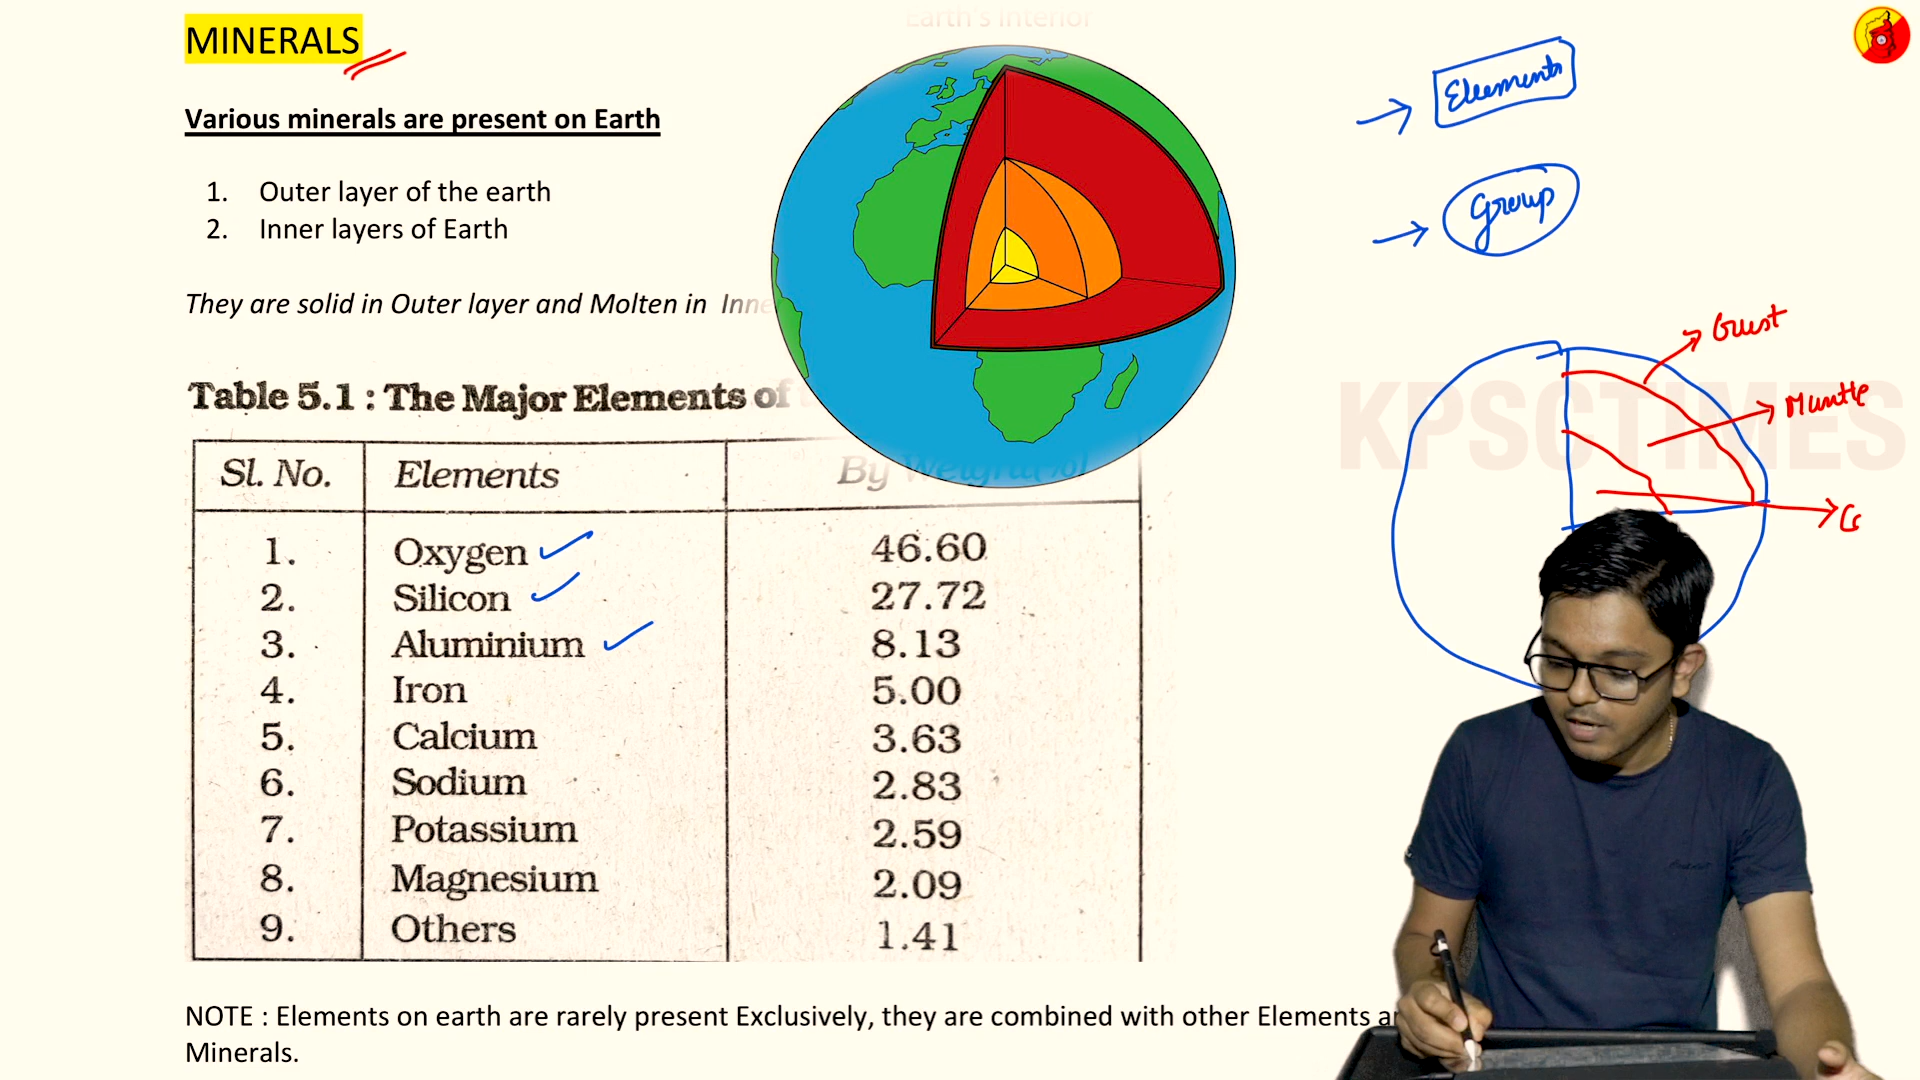 Earth's Interior
MINERALS
Elements
Various minerals are present on Earth
1. Outer layer of the earth
Group
2. Inner layers of Earth
They are solid in Outer layer and Molten in Inne
Crust
Mantle
KPSCTIMES
Table 5.1 : The Major Elements of
Sl. No. Elements By Weight(%)
1. Oxygen 46.60
2. Silicon 27.72
3. Aluminium 8.13
4. Iron 5.00
5. Calcium 3.63
6. Sodium 2.83
7. Potassium 2.59
8. Magnesium 2.09
9. Others 1.41
NOTE : Elements on earth are rarely present Exclusively, they are combined with other Elements
Minerals.